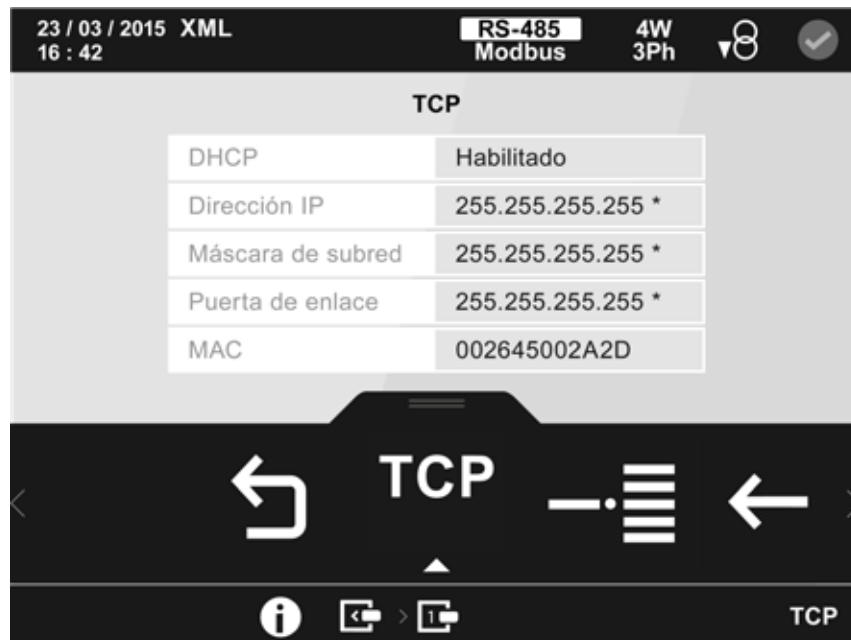 23 / 03 / 2015 XML RS-485 4W
16 : 42 Modbus 3Ph
TCP
DHCP Habilitado
Dirección IP 255.255.255.255 *
Máscara de subred 255.255.255.255 *
Puerta de enlace 255.255.255.255 *
MAC 002645002A2D
TCP
i 1 TCP